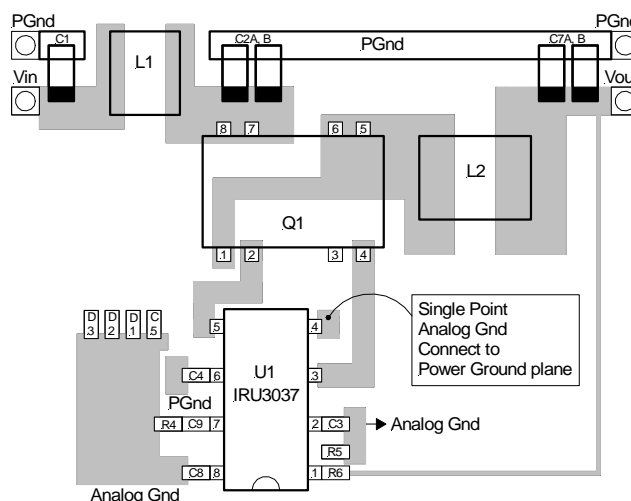 PGnd
C1
C2A, B
C7A, B
PGnd
PGnd
L1
Vin
Vou
8 7 6 5
L2
Q1
1 2 3 4
D3 D2 D1 C5
5 4
Single Point
Analog Gnd
Connect to
Power Ground plane
U1
IRU3037
C4 6 3
PGnd
R4 C9 7 2 C3
Analog Gnd
R5
C8 8 1 R6
Analog Gnd